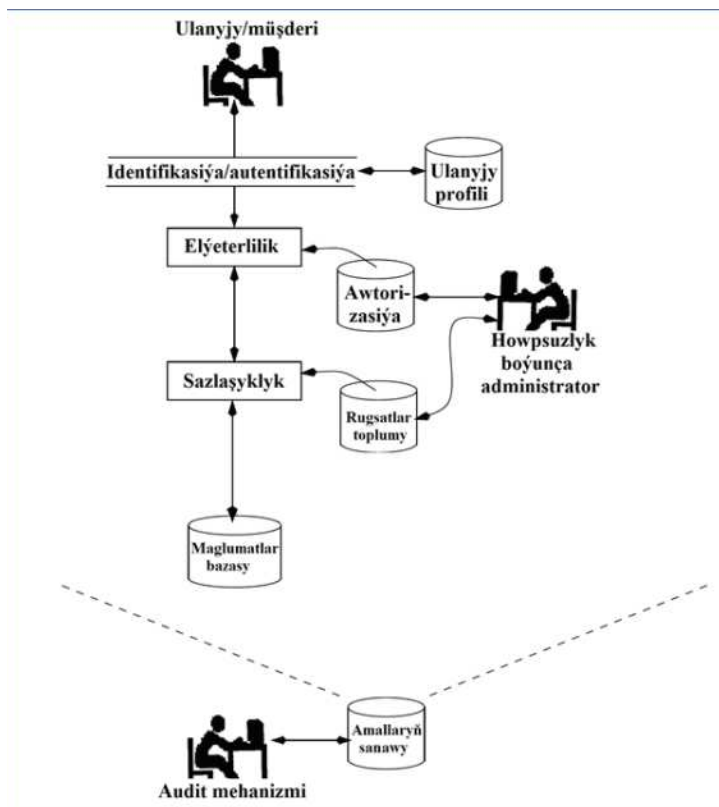 Ulanyjy/müşderi
Identifikasiýa/autentifikasiýa
Ulanyjy
profili
Elýeterlilik
Awtori-
zasiýa
Howpsuzlyk
boýunça
administrator
Sazlaşyklyk
Rugsatlar
toplumy
Maglumatlar
bazasy
Amallaryň
sanawy
Audit mehanizmi